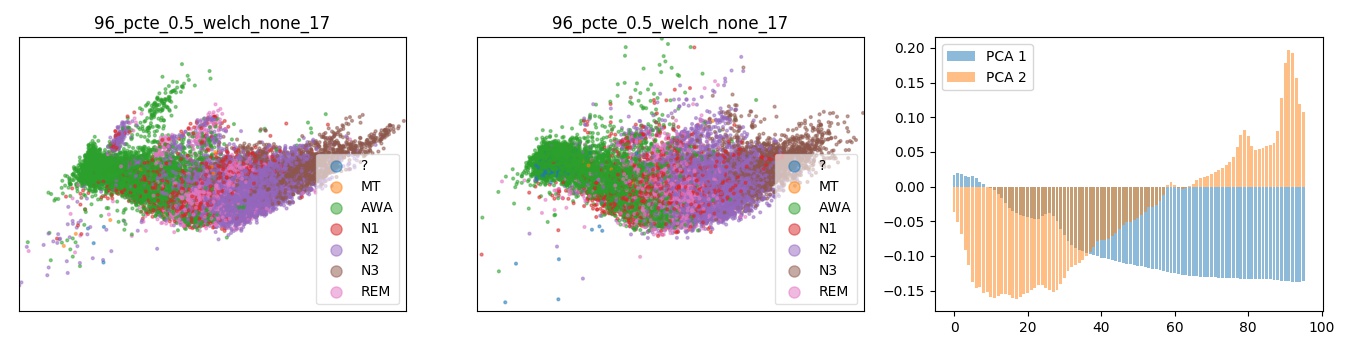 96_pcte_0.5_welch_none_17
?
MT
AWA
N1
N2
N3
REM
96_pcte_0.5_welch_none_17
?
MT
AWA
N1
N2
N3
REM
PCA 1
PCA 2
0.20
0.15
0.10
0.05
0.00
−0.05
−0.10
−0.15
0 20 40 60 80 100